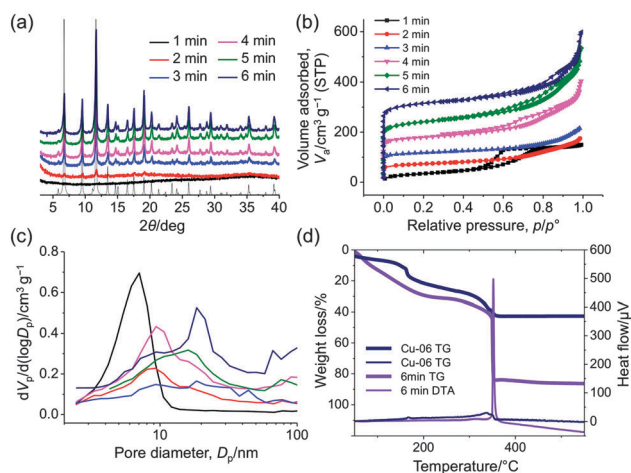 (a)
1 min
2 min
3 min
4 min
5 min
6 min
5 10 15 20 25 30 35 40
2θ/deg
(b)
Volume adsorbed,
Va/cm³ g⁻¹ (STP)
600
400
200
0
1 min
2 min
3 min
4 min
5 min
6 min
0.0 0.2 0.4 0.6 0.8 1.0
Relative pressure, p/p°
(c)
dVp/d(logDp)/cm³ g⁻¹
0.8
0.6
0.4
0.2
0.0
10 100
Pore diameter, Dp/nm
(d)
Weight loss/%
0
20
40
60
80
100
Cu-06 TG
Cu-06 TG
6min TG
6 min DTA
600
500
400
300
200
100
0
Heat flow/μV
200 400
Temperature/°C